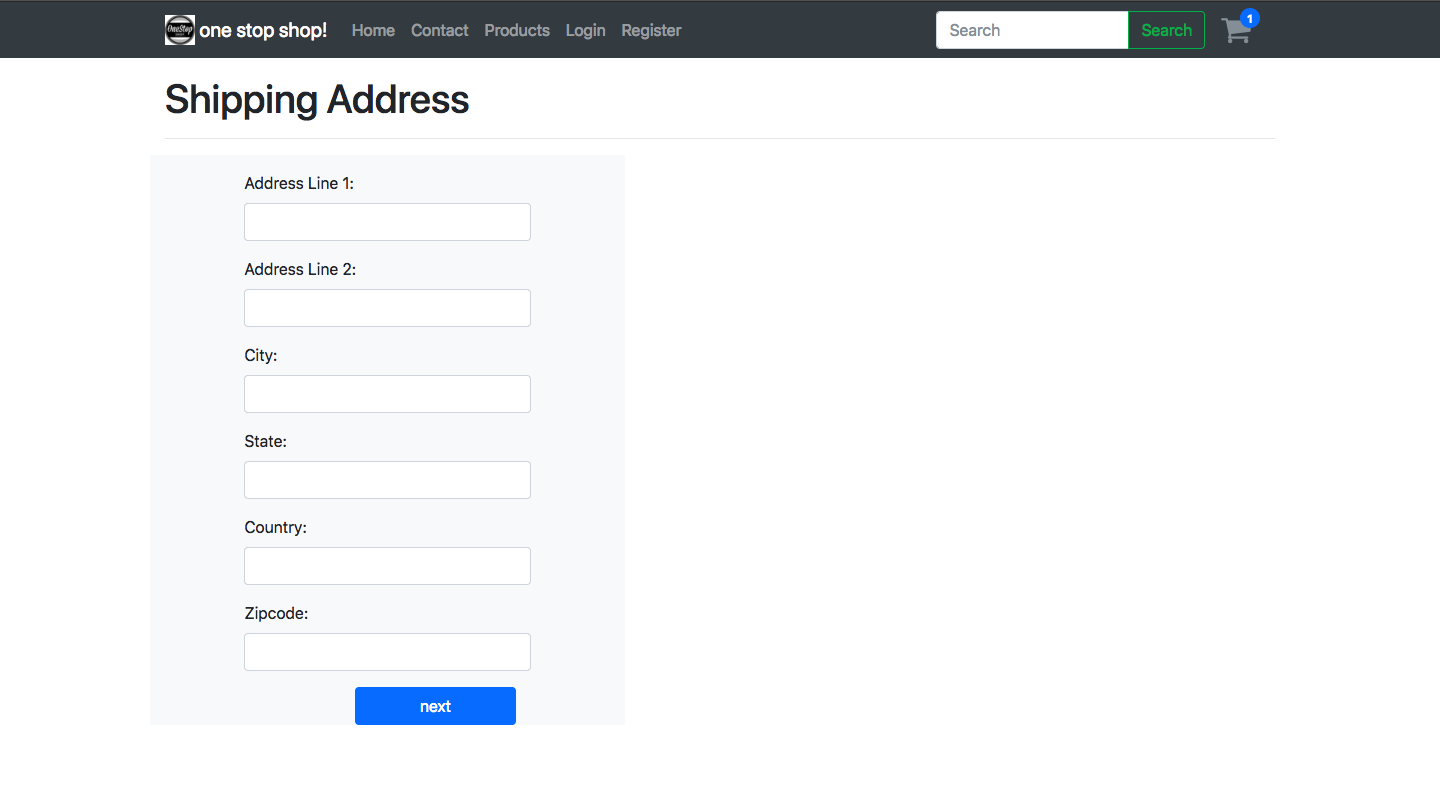 OneStop one stop shop! Home Contact Products Login Register Search Search 1
Shipping Address
Address Line 1:
Address Line 2:
City:
State:
Country:
Zipcode:
next